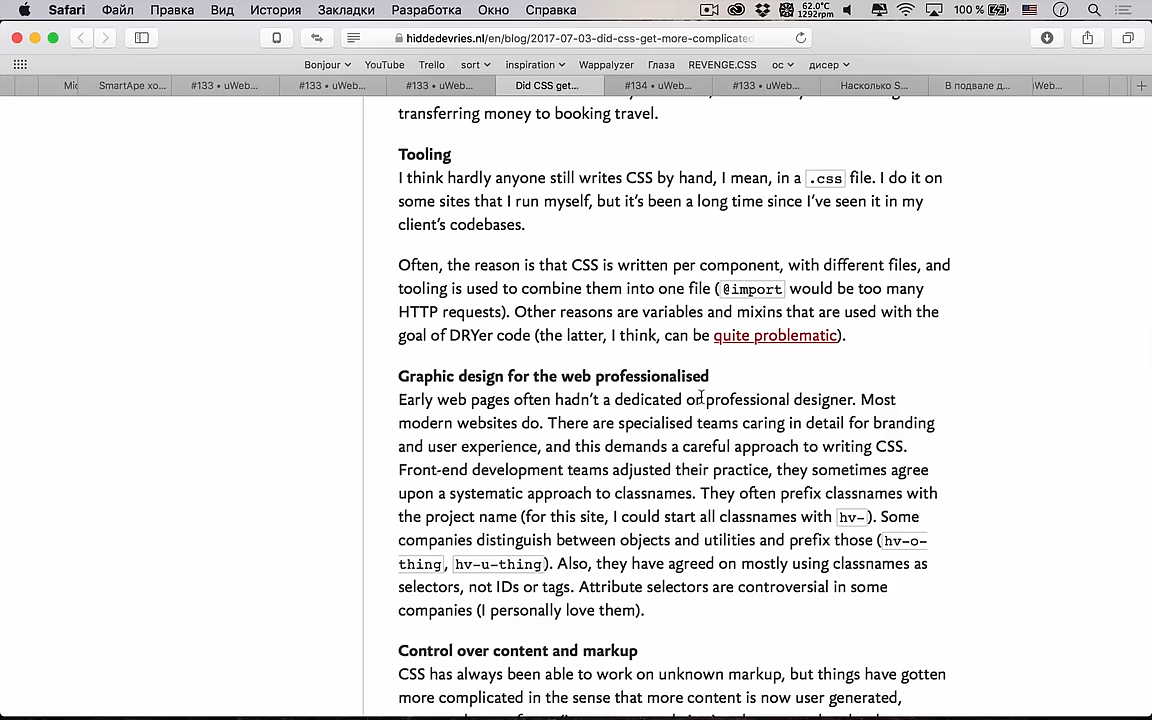 Safari Файл Правка Вид История Закладки Разработка Окно Справка 62.0°C 1292rpm 100 %
hiddedevries.nl/en/blog/2017-07-03-did-css-get-more-complicated
Bonjour YouTube Trello sort inspiration Wappalyzer Глаза REVENGE.CSS ос дисер
Mic SmartApe хо... #133 • uWeb... #133 • uWeb... #133 • uWeb... Did CSS get... #134 • uWeb... #133 • uWeb... Насколько S... В подвале д... Web...
transferring money to booking travel.
Tooling
I think hardly anyone still writes CSS by hand, I mean, in a .css file. I do it on
some sites that I run myself, but it’s been a long time since I’ve seen it in my
client’s codebases.
Often, the reason is that CSS is written per component, with different files, and
tooling is used to combine them into one file (@import would be too many
HTTP requests). Other reasons are variables and mixins that are used with the
goal of DRYer code (the latter, I think, can be quite problematic).
Graphic design for the web professionalised
Early web pages often hadn’t a dedicated or professional designer. Most
modern websites do. There are specialised teams caring in detail for branding
and user experience, and this demands a careful approach to writing CSS.
Front-end development teams adjusted their practice, they sometimes agree
upon a systematic approach to classnames. They often prefix classnames with
the project name (for this site, I could start all classnames with hv-). Some
companies distinguish between objects and utilities and prefix those (hv-o-
thing, hv-u-thing). Also, they have agreed on mostly using classnames as
selectors, not IDs or tags. Attribute selectors are controversial in some
companies (I personally love them).
Control over content and markup
CSS has always been able to work on unknown markup, but things have gotten
more complicated in the sense that more content is now user generated,